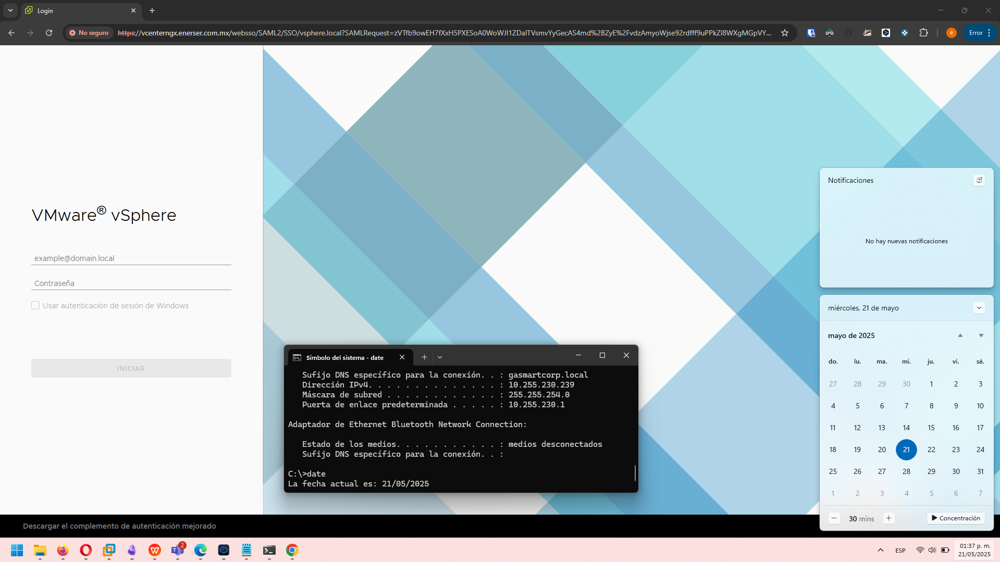 Login
No seguro
https://vcenterngx.enerser.com.mx/websso/SAML2/SSO/vsphere.local?SAMLRequest=zVTfb9owEH7fXxH5PXESoA0WoWJI1ZDaITVsmvYyGecAS4md%2BZyE%2FvdzAmyoWjse92rdfff9uPPkZI8WXgMGpVY...
Error
VMware® vSphere
example@domain.local
Contraseña
Usar autenticación de sesión de Windows
INICIAR
Descargar el complemento de autenticación mejorado
Símbolo del sistema - date
Sufijo DNS específico para la conexión. . : gasmartcorp.local
Dirección IPv4. . . . . . . . . . . . . . : 10.255.230.239
Máscara de subred . . . . . . . . . . . . : 255.255.254.0
Puerta de enlace predeterminada . . . . . : 10.255.230.1
Adaptador de Ethernet Bluetooth Network Connection:
Estado de los medios. . . . . . . . . . . : medios desconectados
Sufijo DNS específico para la conexión. . :
C:\>date
La fecha actual es: 21/05/2025
Notificaciones
No hay nuevas notificaciones
miércoles, 21 de mayo
mayo de 2025
do. lu. ma. mi. ju. vi. sá.
27 28 29 30 1 2 3
4 5 6 7 8 9 10
11 12 13 14 15 16 17
18 19 20 21 22 23 24
25 26 27 28 29 30 31
1 2 3 4 5 6 7
30 mins
Concentración
2
ESP
01:37 p. m.
21/05/2025